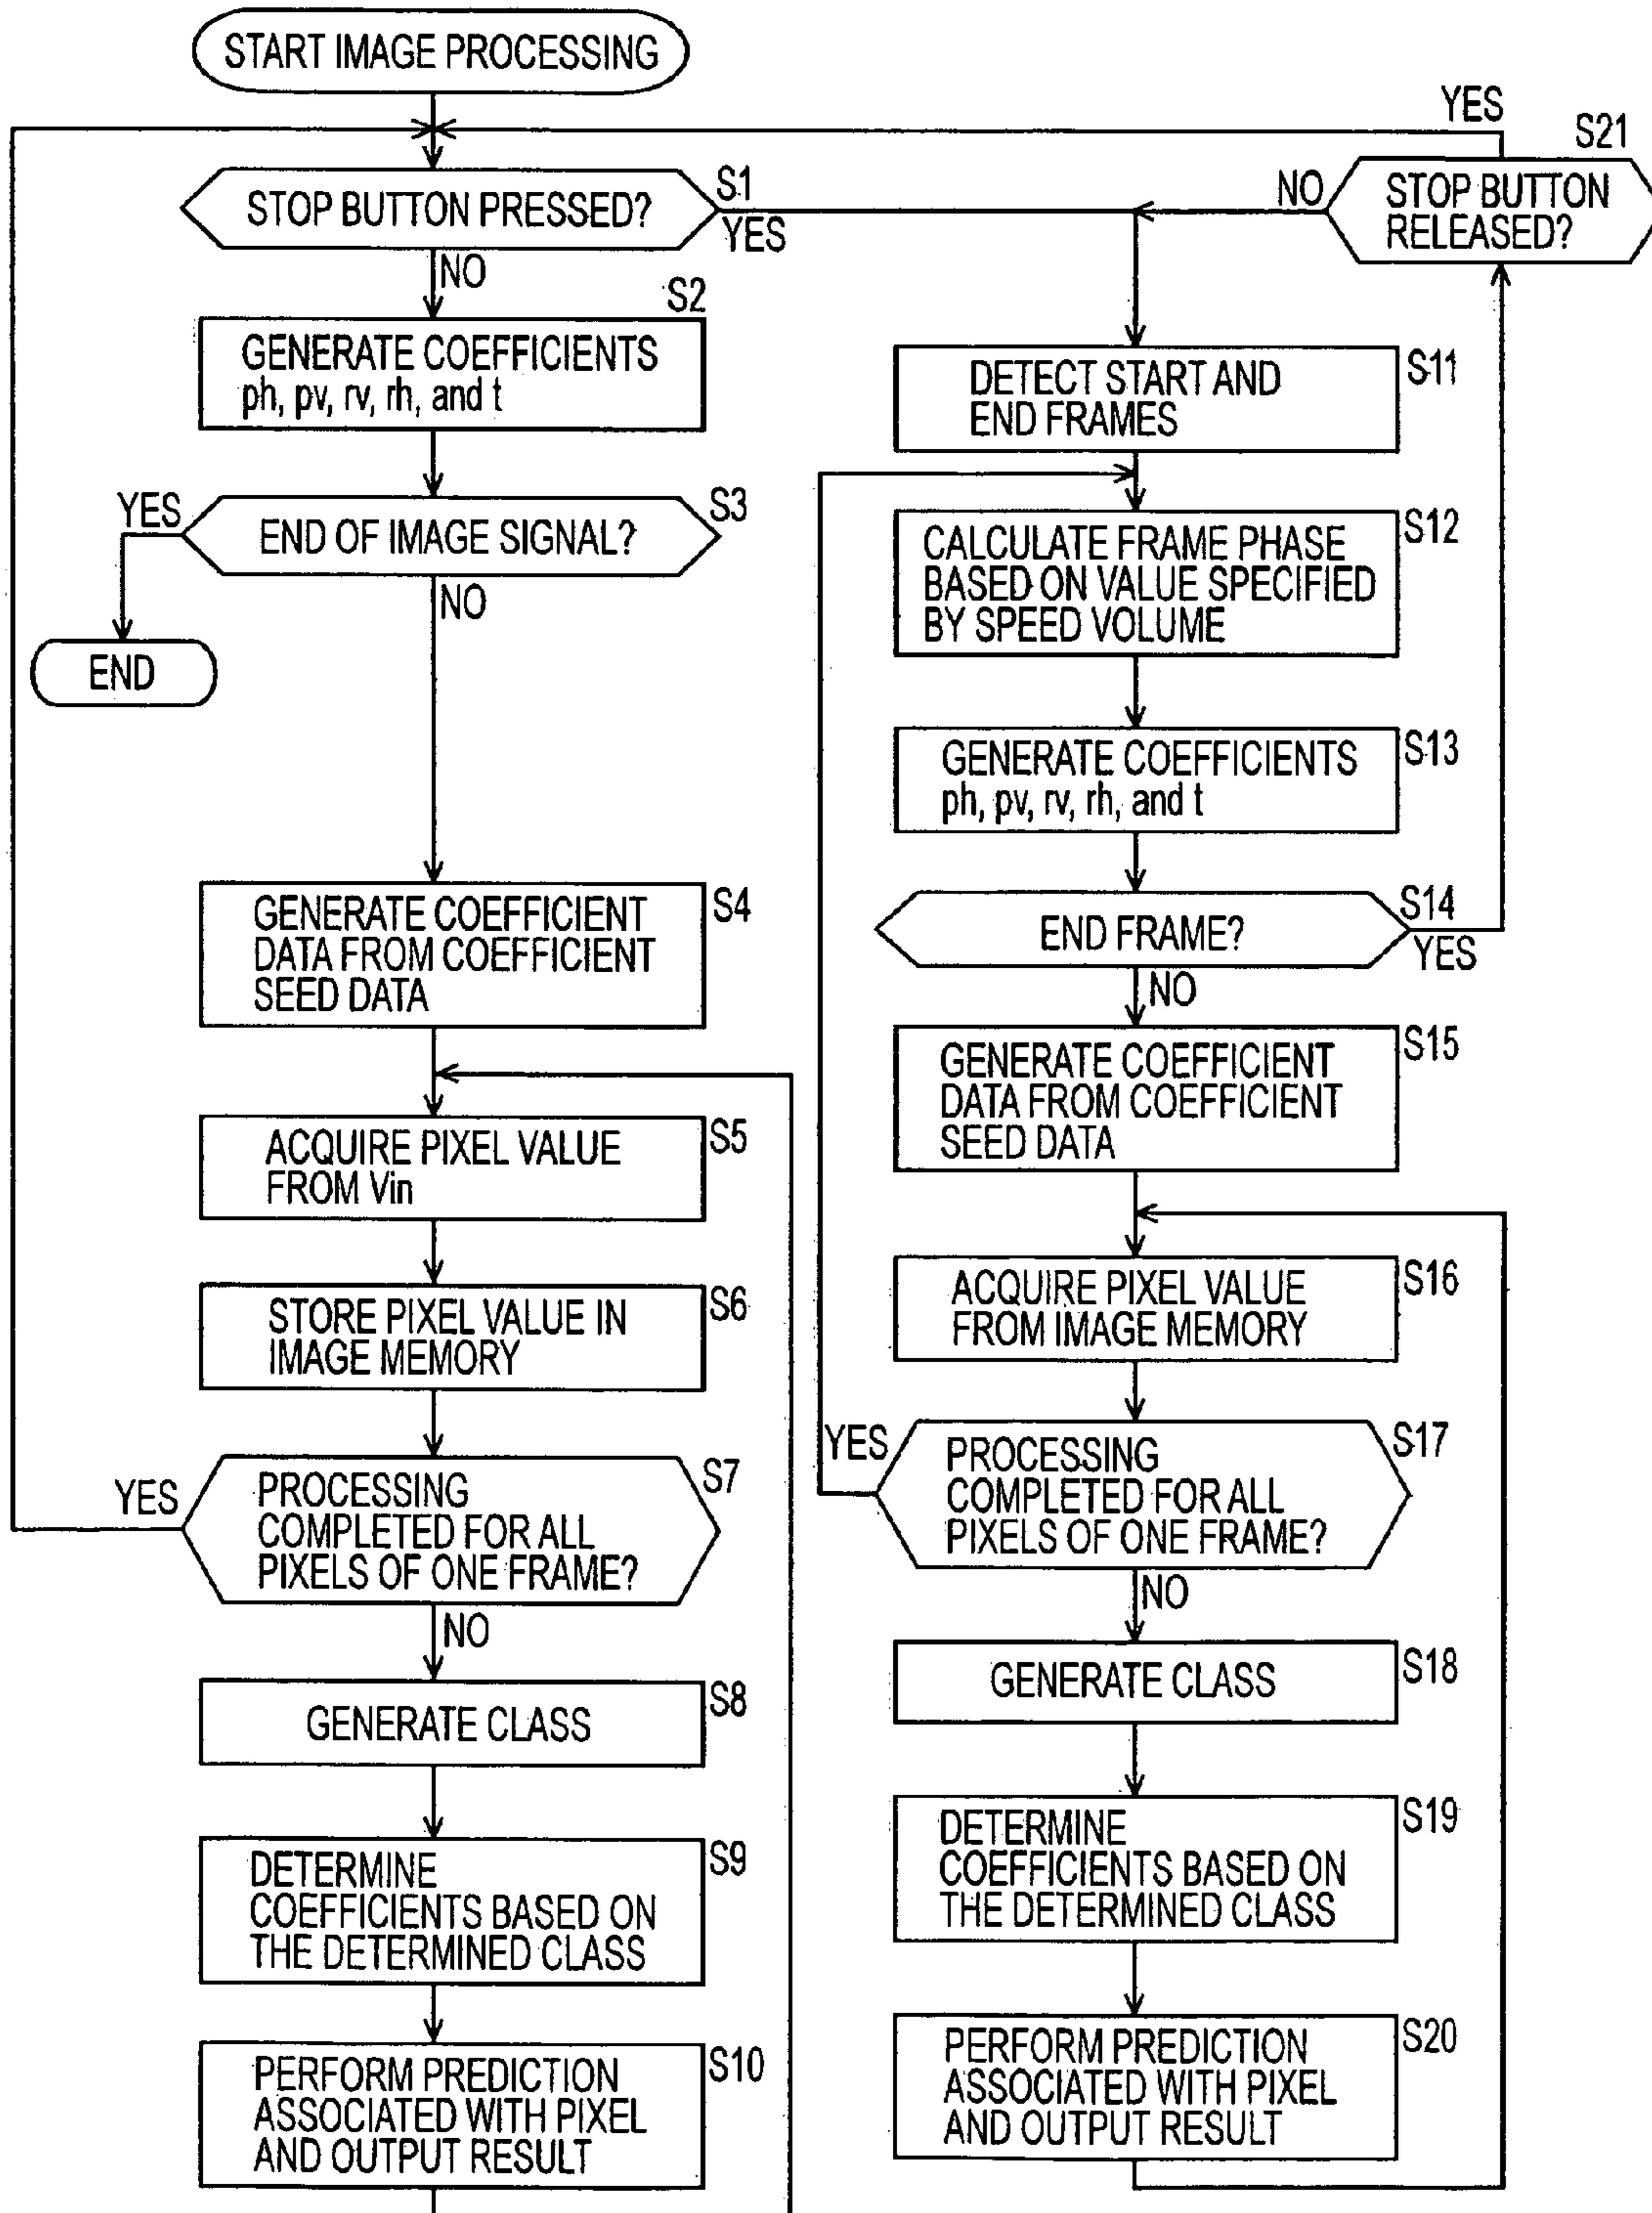 START IMAGE PROCESSING
STOP BUTTON PRESSED?
S1
YES
NO
S2
GENERATE COEFFICIENTS
ph, pv, rv, rh, and t
END OF IMAGE SIGNAL?
S3
YES
NO
END
GENERATE COEFFICIENT
DATA FROM COEFFICIENT
SEED DATA
S4
ACQUIRE PIXEL VALUE
FROM Vin
S5
STORE PIXEL VALUE IN
IMAGE MEMORY
S6
PROCESSING
COMPLETED FOR ALL
PIXELS OF ONE FRAME?
S7
YES
NO
GENERATE CLASS
S8
DETERMINE
COEFFICIENTS BASED ON
THE DETERMINED CLASS
S9
PERFORM PREDICTION
ASSOCIATED WITH PIXEL
AND OUTPUT RESULT
S10
YES
S21
NO
STOP BUTTON
RELEASED?
DETECT START AND
END FRAMES
S11
CALCULATE FRAME PHASE
BASED ON VALUE SPECIFIED
BY SPEED VOLUME
S12
GENERATE COEFFICIENTS
ph, pv, rv, rh, and t
S13
END FRAME?
S14
YES
NO
GENERATE COEFFICIENT
DATA FROM COEFFICIENT
SEED DATA
S15
ACQUIRE PIXEL VALUE
FROM IMAGE MEMORY
S16
YES
PROCESSING
COMPLETED FOR ALL
PIXELS OF ONE FRAME?
S17
NO
GENERATE CLASS
S18
DETERMINE
COEFFICIENTS BASED ON
THE DETERMINED CLASS
S19
PERFORM PREDICTION
ASSOCIATED WITH PIXEL
AND OUTPUT RESULT
S20